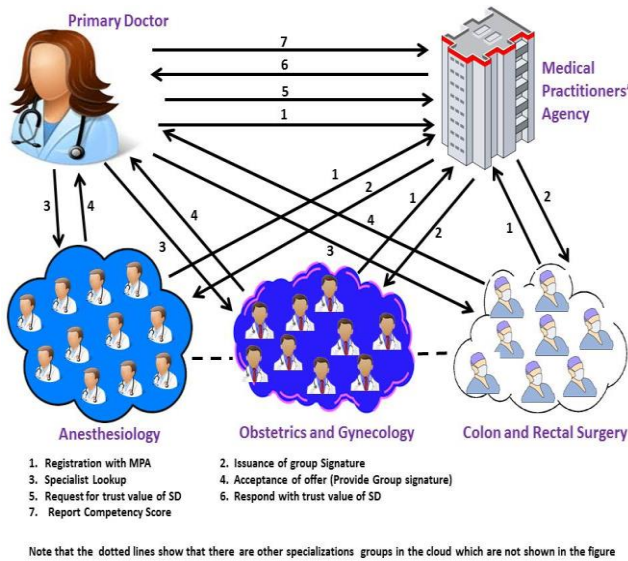 Primary Doctor
7
6
5
1
Medical
Practitioners'
Agency
3
4
3
4
1
2
3
4
1
2
1
2
Anesthesiology
Obstetrics and Gynecology
Colon and Rectal Surgery
1. Registration with MPA
2. Issuance of group Signature
3. Specialist Lookup
4. Acceptance of offer (Provide Group signature)
5. Request for trust value of SD
6. Respond with trust value of SD
7. Report Competency Score
Note that the dotted lines show that there are other specializations groups in the cloud which are not shown in the figure